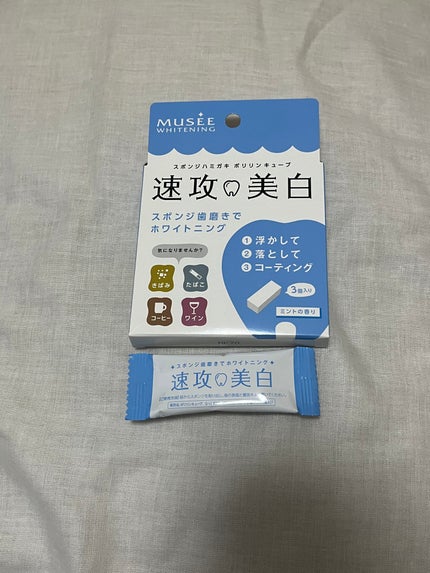 MUSEE
WHITENING
スポンジハミガキ ポリリンキューブ
速攻美白
スポンジ歯磨きで
ホワイトニング
気になりませんか？
きばみ
たばこ
コーヒー
ワイン
1 浮かして
2 落として
3 コーティング
3個入り
ミントの香り
スポンジ歯磨きでホワイトニング
速攻美白